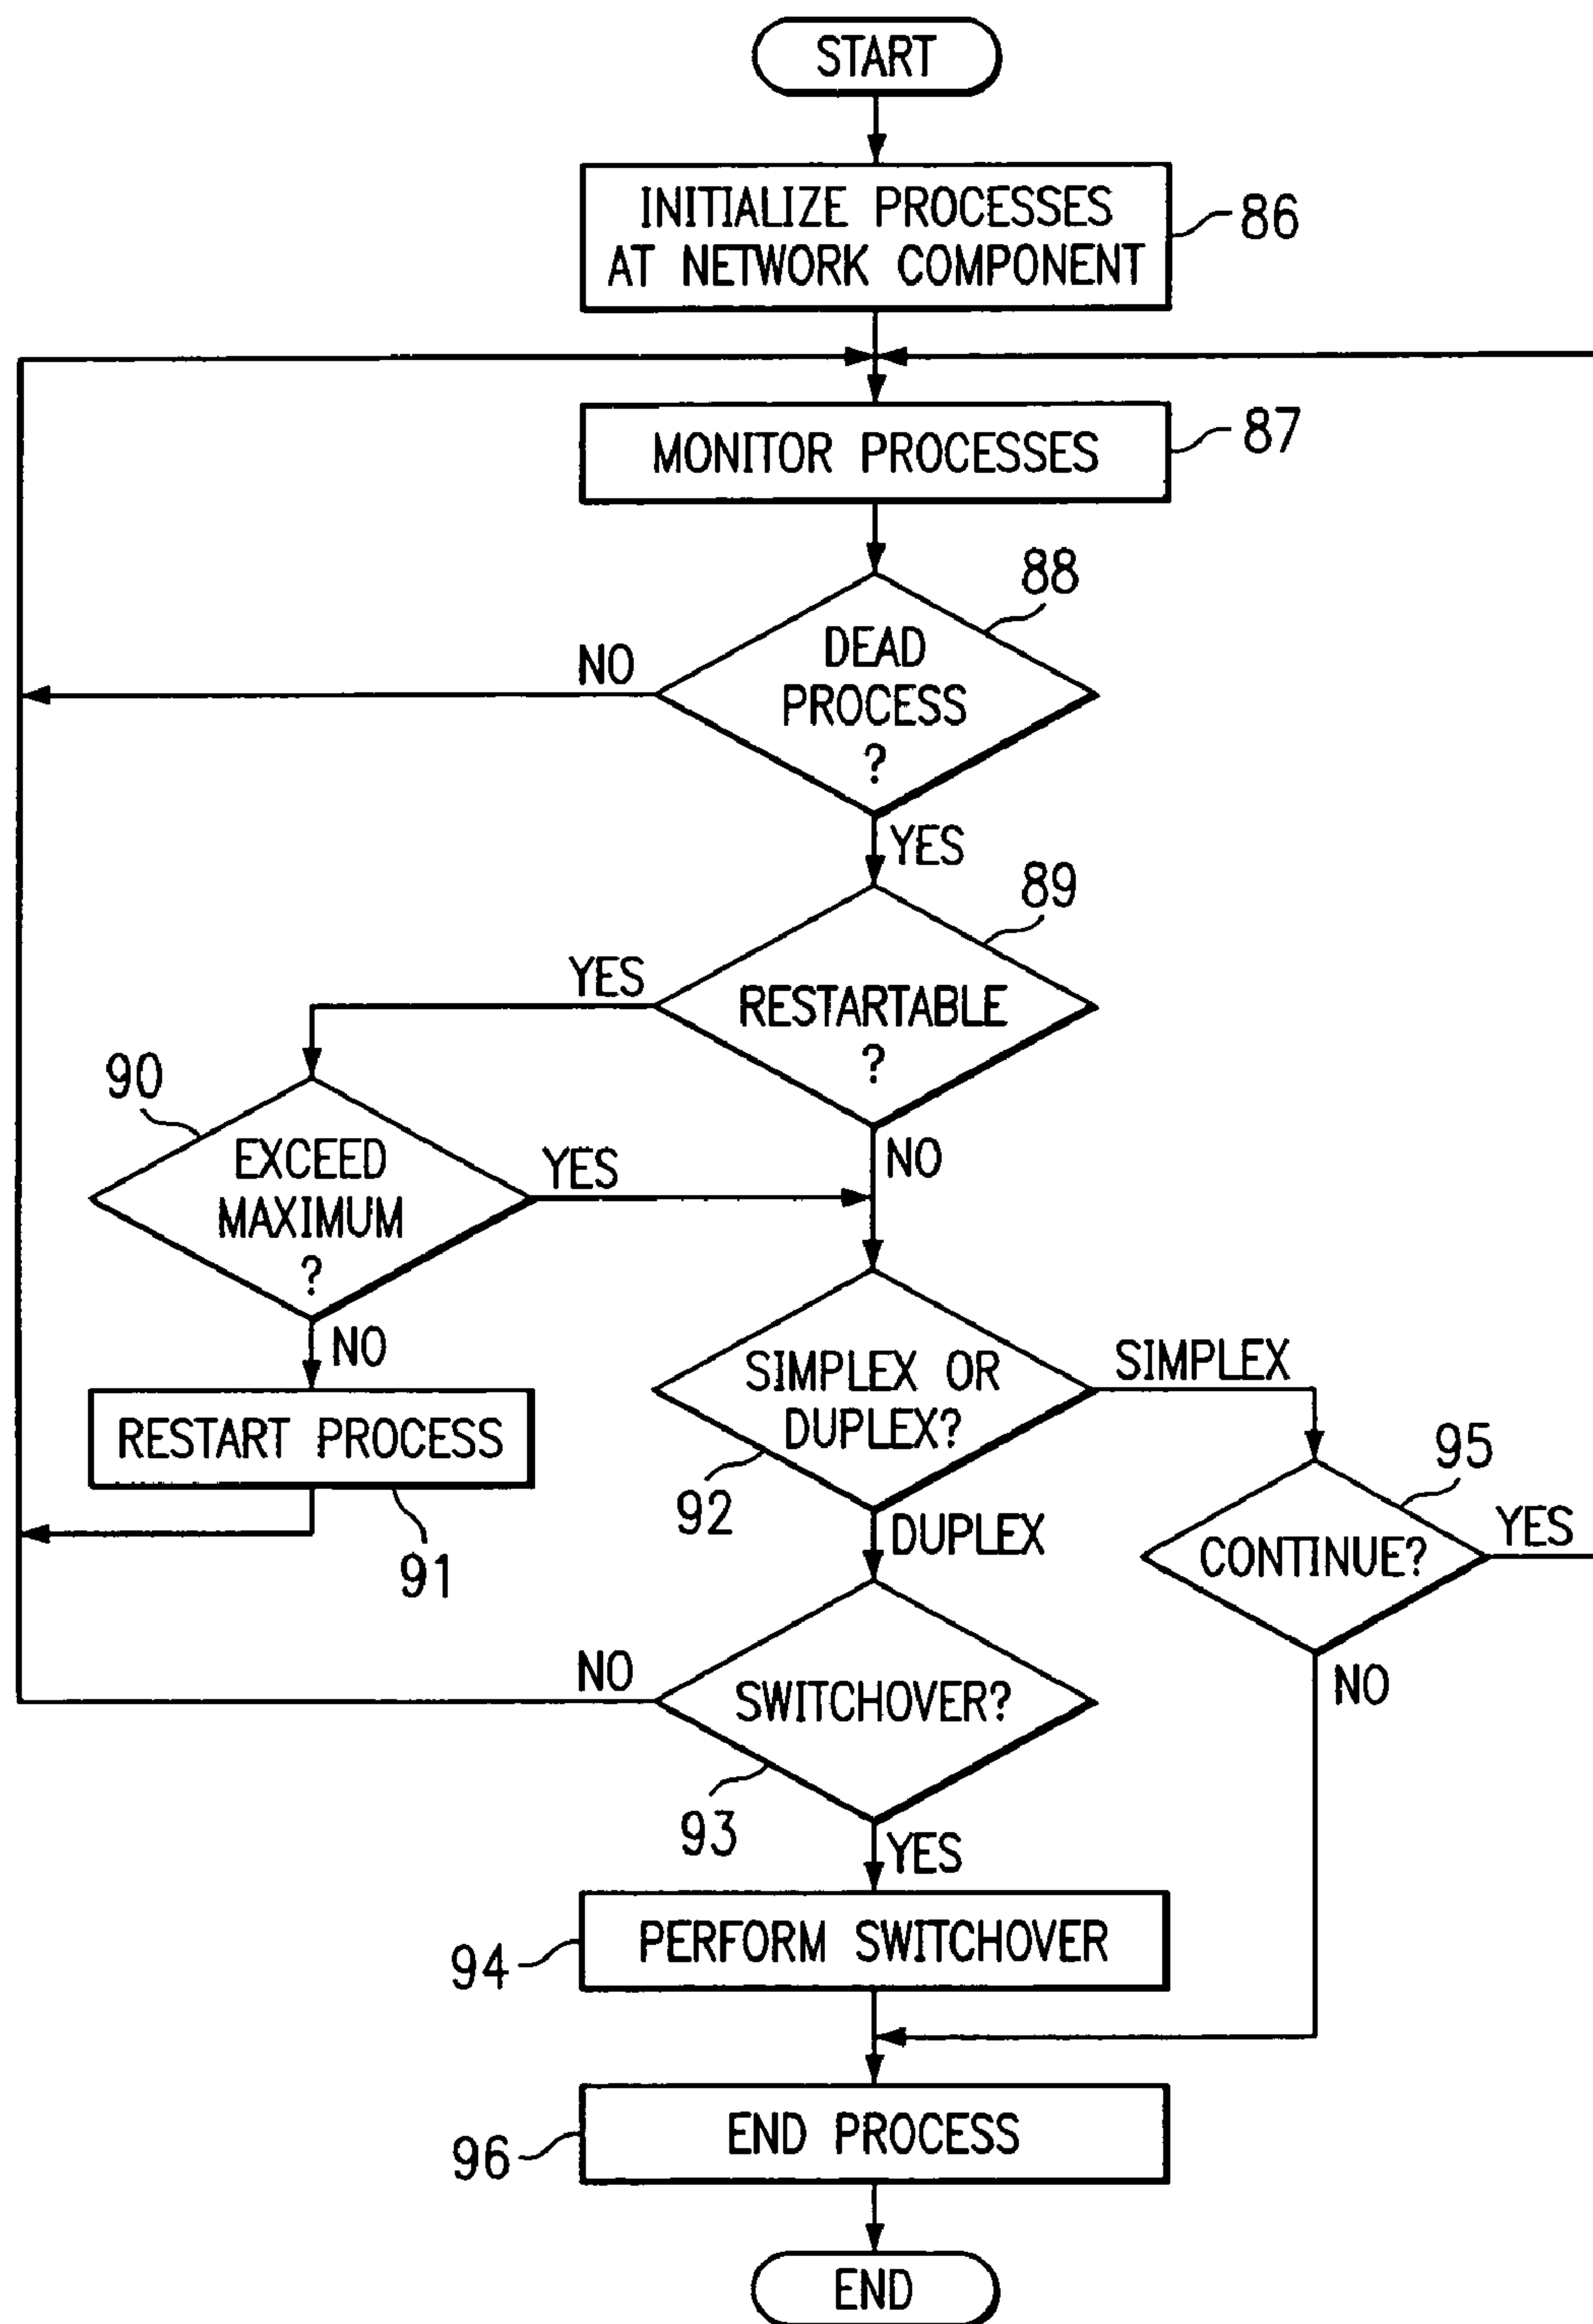 START
INITIALIZE PROCESSES
AT NETWORK COMPONENT
86
MONITOR PROCESSES
87
88
DEAD
PROCESS
?
NO
YES
89
RESTARTABLE
?
YES
NO
90
EXCEED
MAXIMUM
?
YES
NO
RESTART PROCESS
91
SIMPLEX OR
DUPLEX?
92
SIMPLEX
DUPLEX
95
CONTINUE?
YES
NO
SWITCHOVER?
NO
93
YES
PERFORM SWITCHOVER
94
END PROCESS
96
END